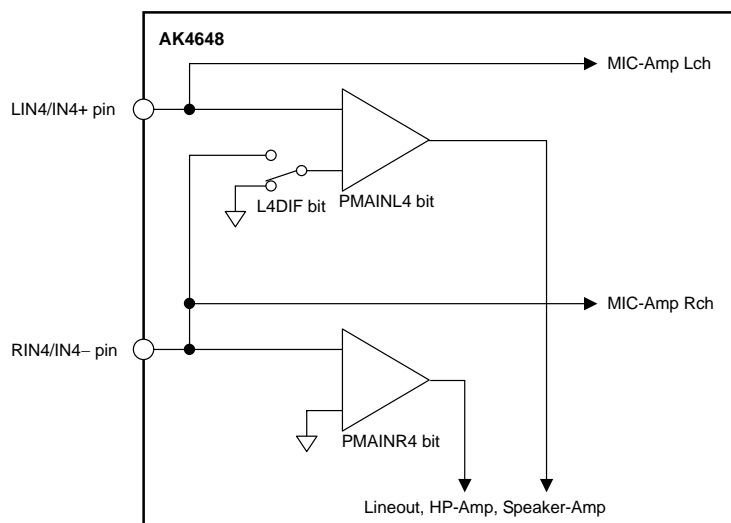 AK4648
MIC-Amp Lch
LIN4/IN4+ pin
L4DIF bit
PMAINL4 bit
MIC-Amp Rch
RIN4/IN4− pin
PMAINR4 bit
Lineout, HP-Amp, Speaker-Amp